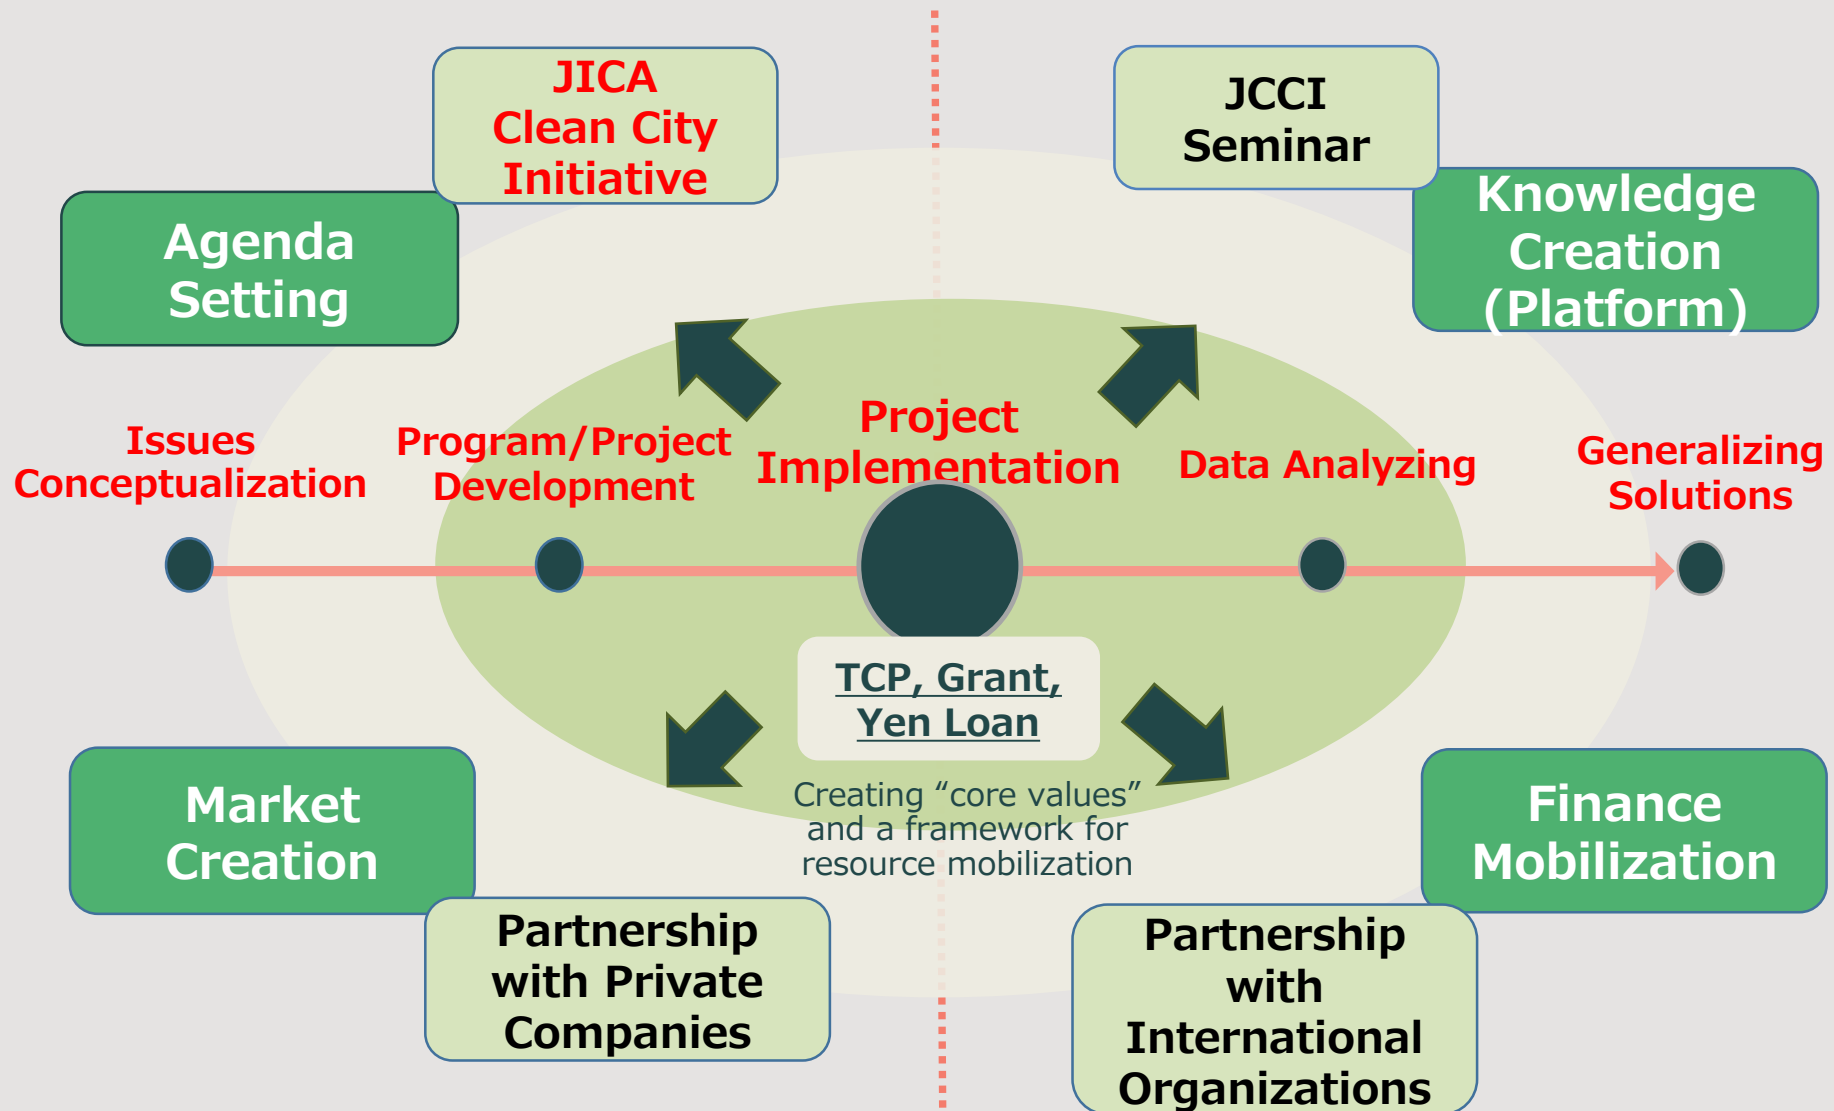 JICA
Clean City
Initiative
JCCI
Seminar
Agenda
Setting
Knowledge
Creation
(Platform)
Issues
Conceptualization
Program/Project
Development
Project
Implementation
Data Analyzing
Generalizing
Solutions
TCP, Grant,
Yen Loan
Creating “core values”
and a framework for
resource mobilization
Market
Creation
Finance
Mobilization
Partnership
with Private
Companies
Partnership
with
International
Organizations